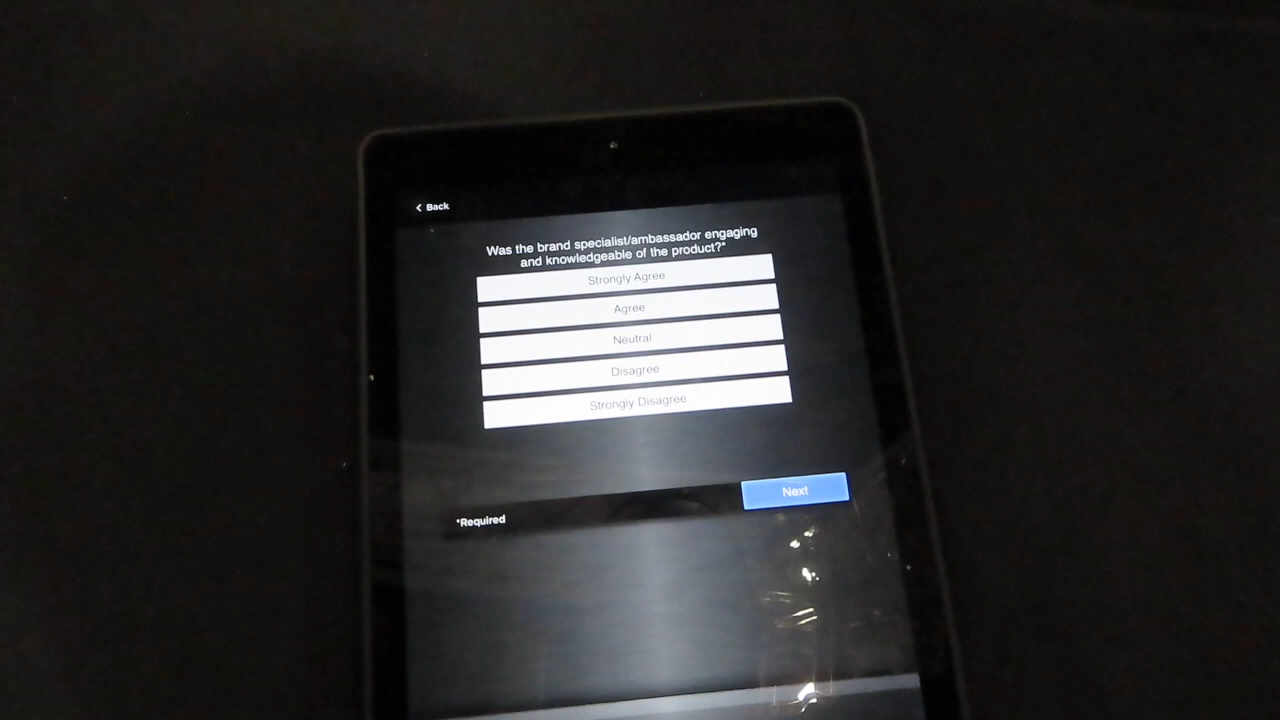 Back
Was the brand specialist/ambassador engaging
and knowledgeable of the product?*
Strongly Agree
Agree
Neutral
Disagree
Strongly Disagree
Next
*Required